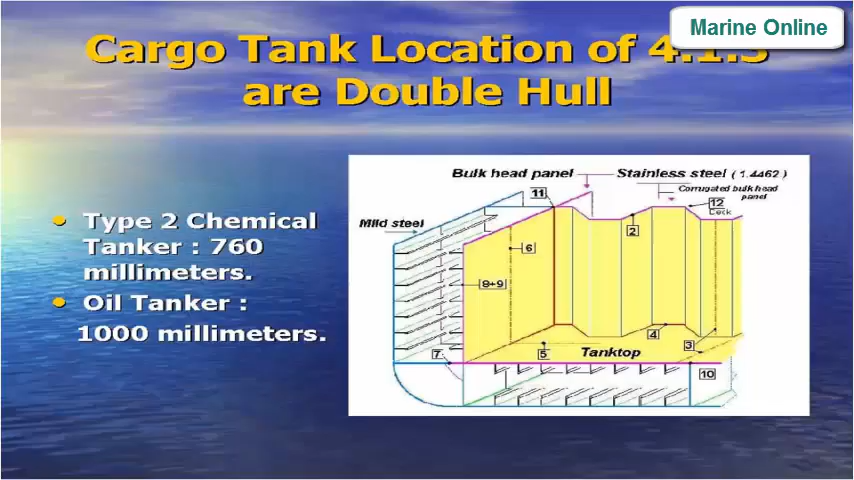 Marine Online
Cargo Tank Location of 4.1.3
are Double Hull
Type 2 Chemical
Tanker : 760
millimeters.
Oil Tanker :
1000 millimeters.
Bulk head panel
Stainless steel ( 1.4462 )
Corrugated bulk head
panel
11
12
Deck
Mild steel
2
6
8+9
4
3
7
5
Tanktop
10